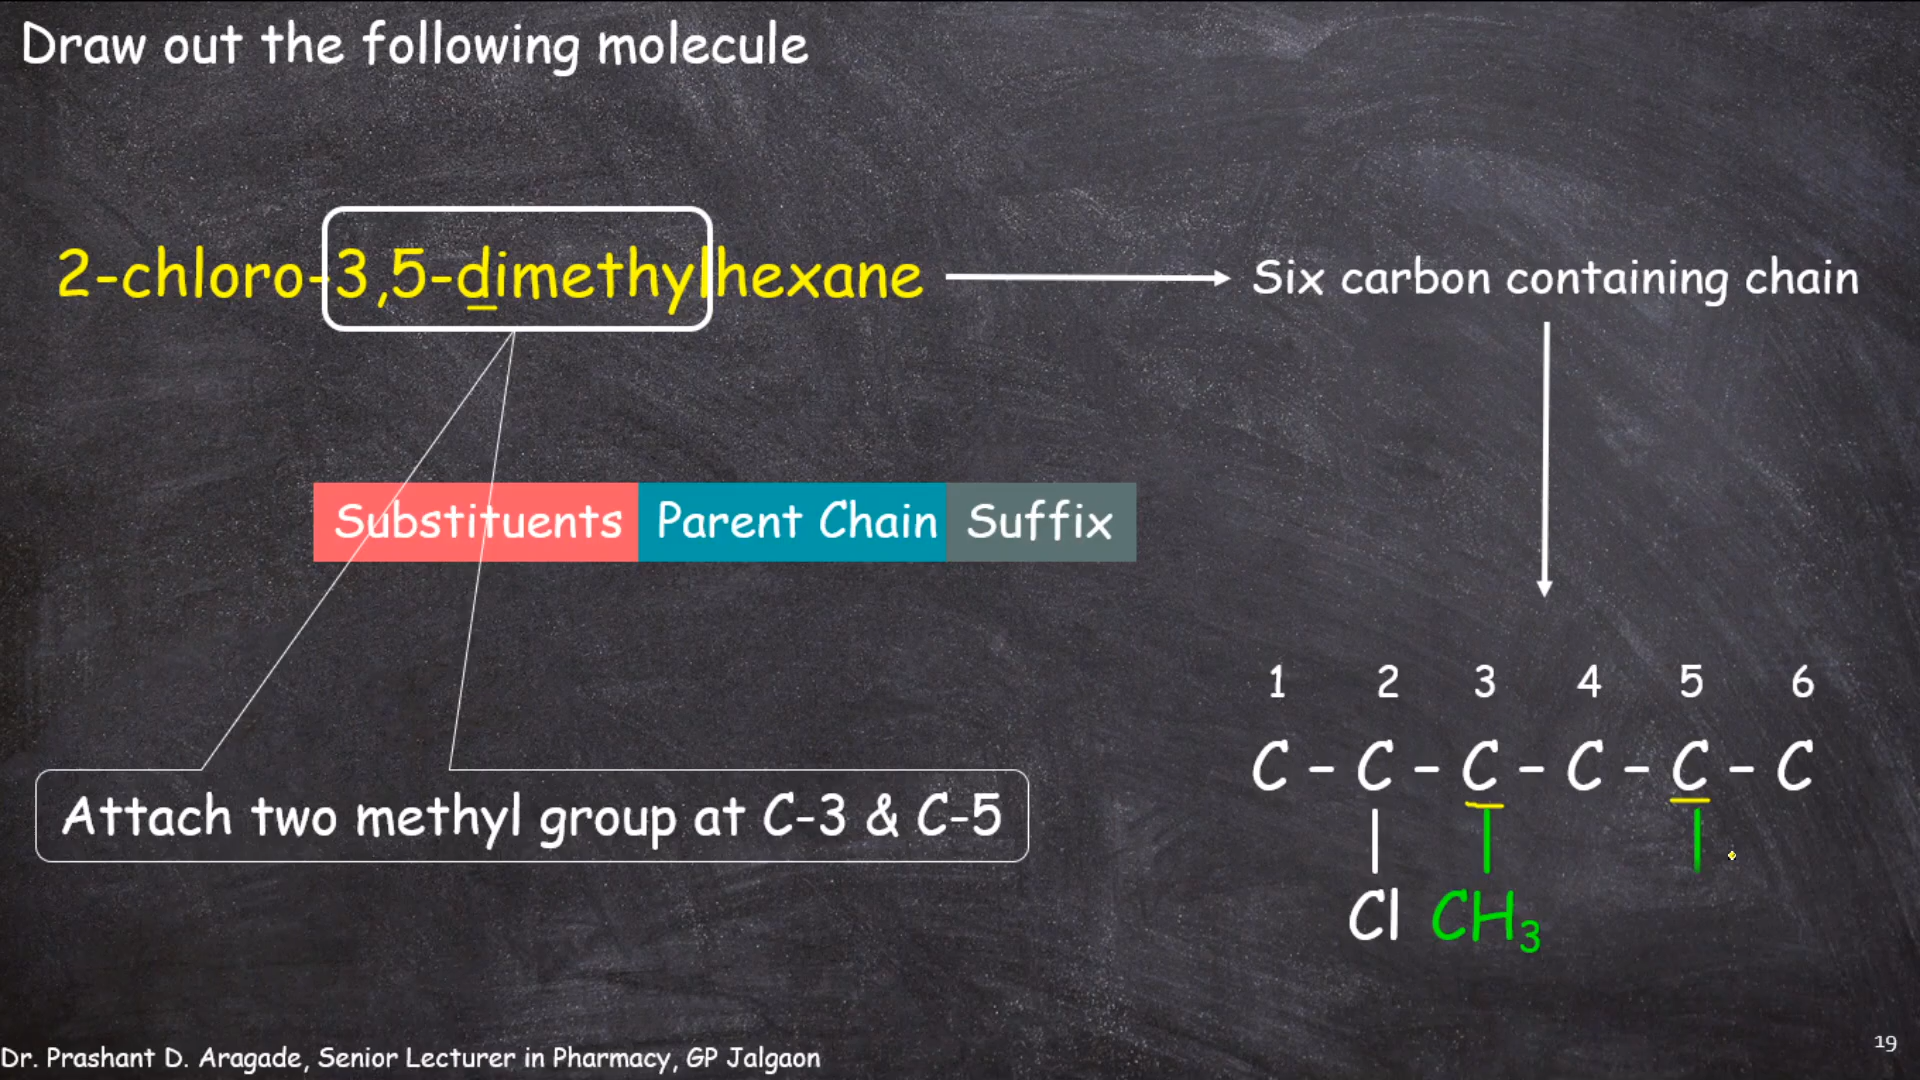 Draw out the following molecule
2-chloro-3,5-dimethylhexane
Six carbon containing chain
Substituents Parent Chain Suffix
1 2 3 4 5 6
C - C - C - C - C - C
Attach two methyl group at C-3 & C-5
Cl CH₃
19
Dr. Prashant D. Aragade, Senior Lecturer in Pharmacy, GP Jalgaon